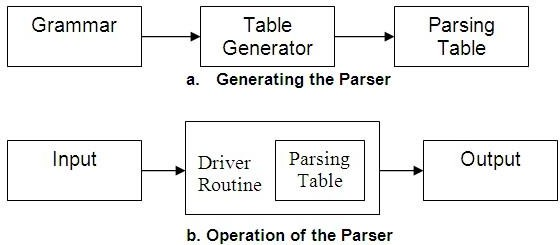 Grammar
Table
Generator
Parsing
Table
a. Generating the Parser
Input
Driver
Routine
Parsing
Table
Output
b. Operation of the Parser